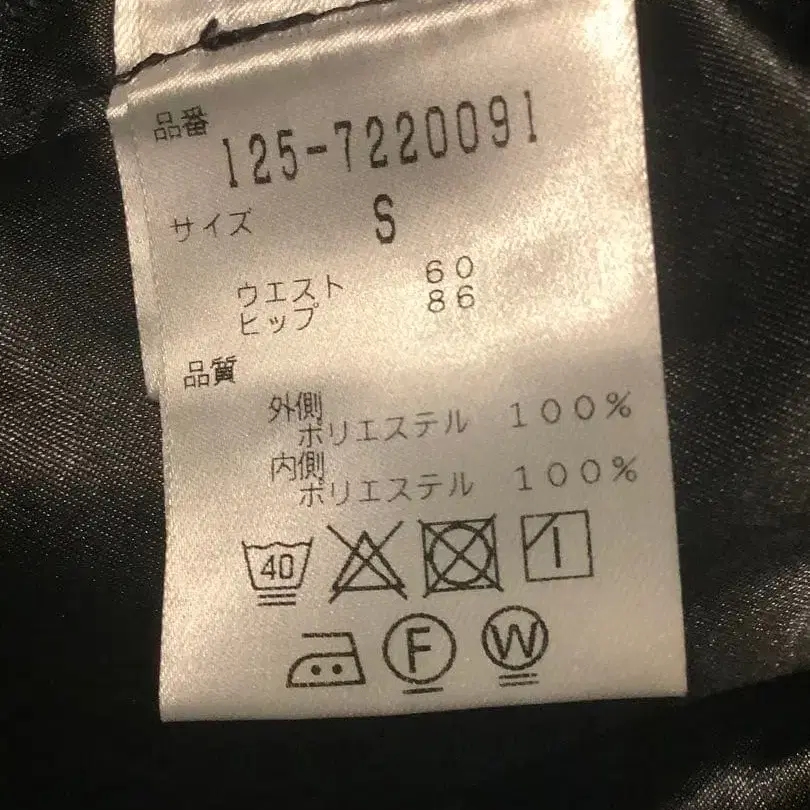 品番
125-7220091
サイズ S
ウエスト 60
ヒップ 86
品質
外側
ポリエステル 100%
内側
ポリエステル 100%
40
F W